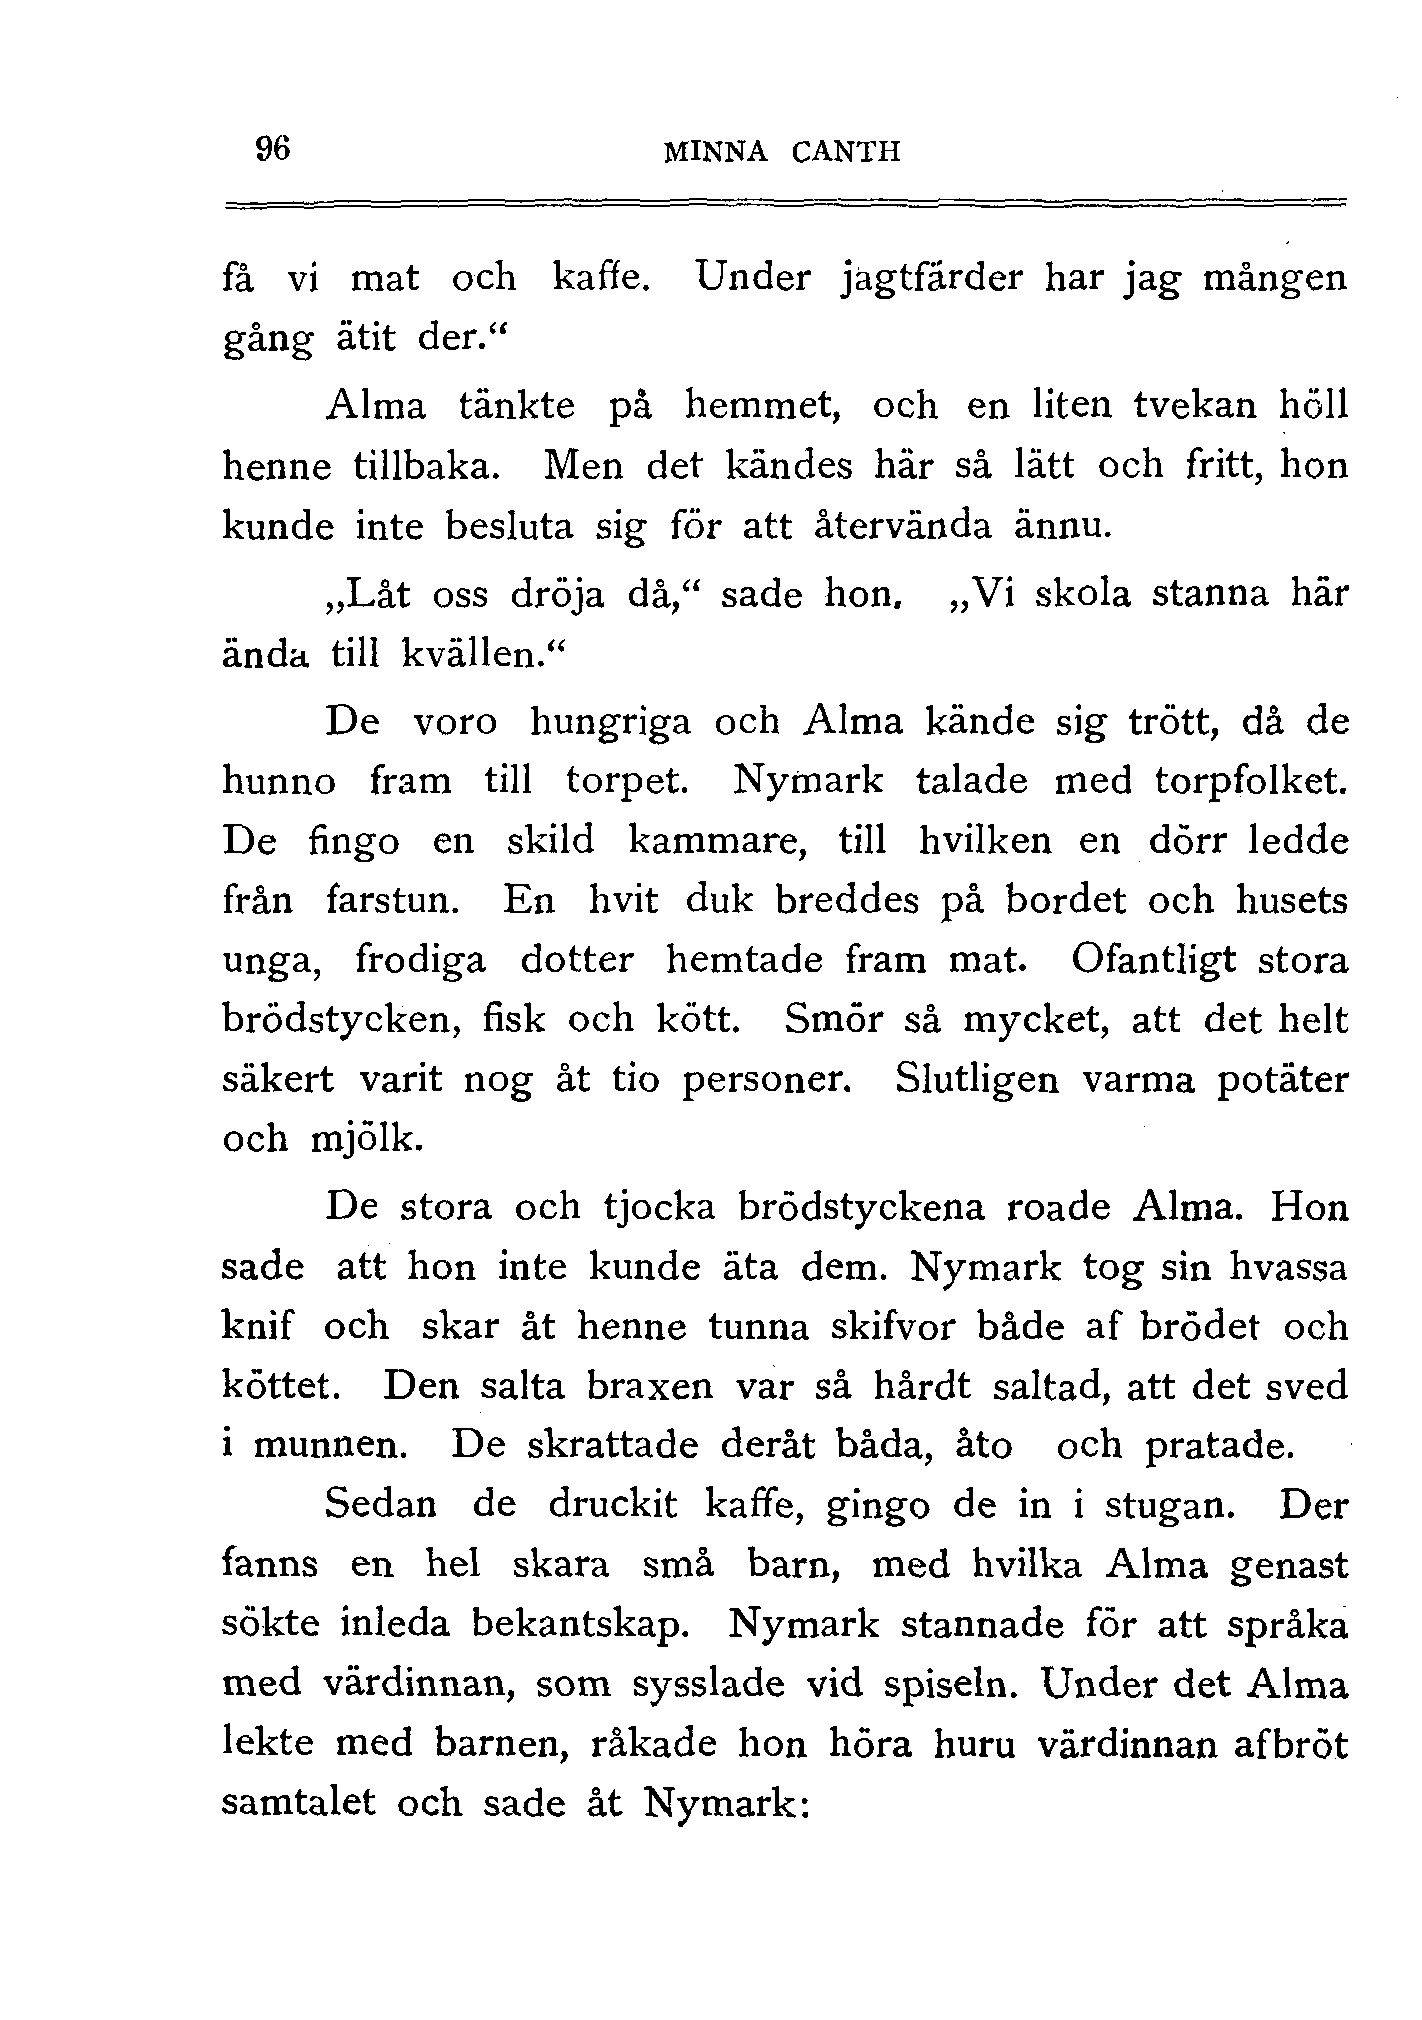 96 MINNA CANTH
få vi mat och kaffe. Under jagtfärder har jag mången
gång ätit der.“
Alma tänkte på hemmet, och en liten tvekan höll
henne tillbaka. Men det kändes här så lätt och fritt, hon
kunde inte besluta sig för att återvända ännu.
„Låt oss dröja då,“ sade hon. „Vi skola stanna här
ända till kvällen.“
De voro hungriga och Alma kände sig trött, då de
hunno fram till torpet. Nymark talade med torpfolket.
De fingo en skild kammare, till hvilken en dörr ledde
från farstun. En hvit duk breddes på bordet och husets
unga, frodiga dotter hemtade fram mat. Ofantligt stora
brödstycken, fisk och kött. Smör så mycket, att det helt
säkert varit nog åt tio personer. Slutligen varma potäter
och mjölk.
De stora och tjocka brödstyckena roade Alma. Hon
sade att hon inte kunde äta dem. Nymark tog sin hvassa
knif och skar åt henne tunna skifvor både af brödet och
köttet. Den salta braxen var så hårdt saltad, att det sved
i munnen. De skrattade deråt båda, åto och pratade.
Sedan de druckit kaffe, gingo de in i stugan. Der
fanns en hel skara små barn, med hvilka Alma genast
sökte inleda bekantskap. Nymark stannade för att språka
med värdinnan, som sysslade vid spiseln. Under det Alma
lekte med barnen, råkade hon höra huru värdinnan afbröt
samtalet och sade åt Nymark: